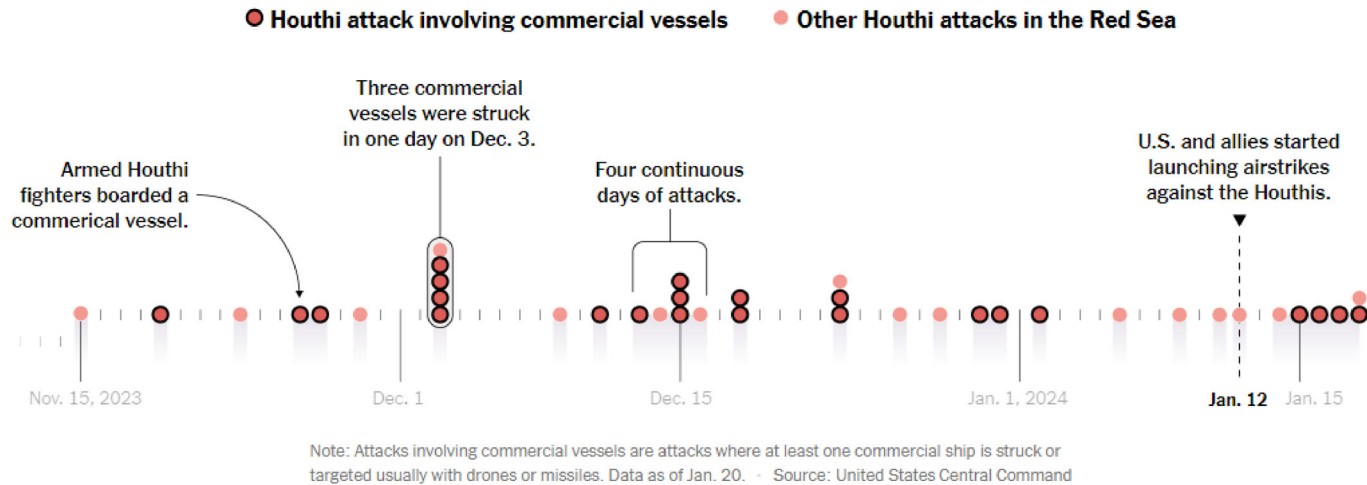 Houthi attack involving commercial vessels
Other Houthi attacks in the Red Sea
Three commercial
vessels were struck
in one day on Dec. 3.
Armed Houthi
fighters boarded a
commerical vessel.
Four continuous
days of attacks.
U.S. and allies started
launching airstrikes
against the Houthis.
Nov. 15, 2023
Dec. 1
Dec. 15
Jan. 1, 2024
Jan. 12
Jan. 15
Note: Attacks involving commercial vessels are attacks where at least one commercial ship is struck or
targeted usually with drones or missiles. Data as of Jan. 20. · Source: United States Central Command